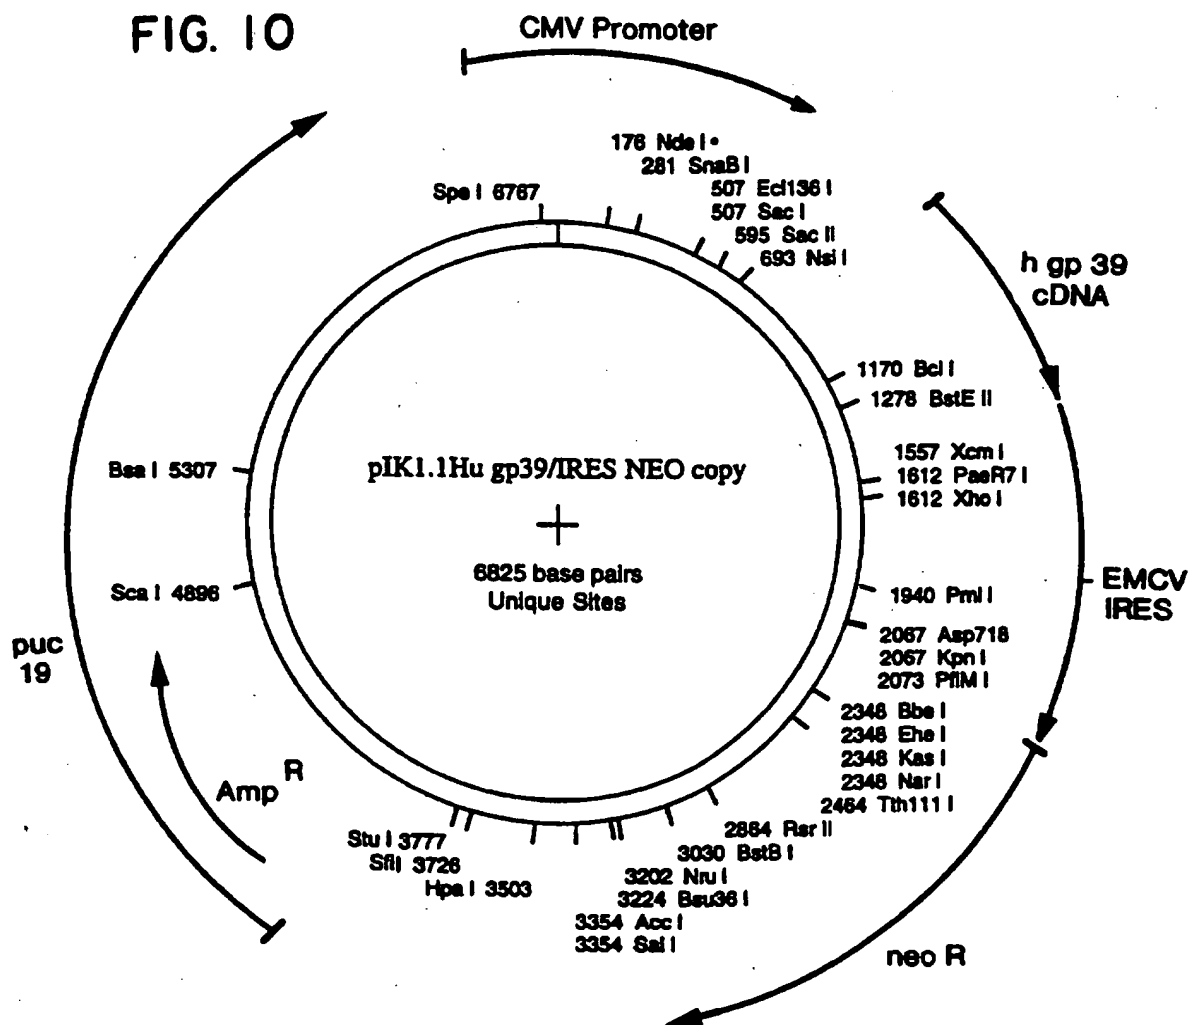 FIG. 10
CMV Promoter
176 Nde I
281 SnaB I
Spe I 6767
507 Ecl136 I
507 Sac I
595 Sac II
693 Nsi I
h gp 39
cDNA
1170 Bcl I
1278 BstE II
1557 Xcm I
1612 PaeR7 I
1612 Xho I
Bsa I 5307
pIK1.1Hu gp39/IRES NEO copy
6825 base pairs
Unique Sites
Sca I 4896
1940 Pml I
EMCV
IRES
2067 Asp718
2067 Kpn I
2073 PflM I
puc
19
2348 Bbe I
2348 Ehe I
2348 Kas I
2348 Nar I
2464 Tth111 I
Amp R
2864 Rsr II
3030 BstB I
3202 Nru I
3224 Bsu36 I
3354 Acc I
3354 Sal I
Stu I 3777
Sfi I 3726
Hpa I 3503
neo R